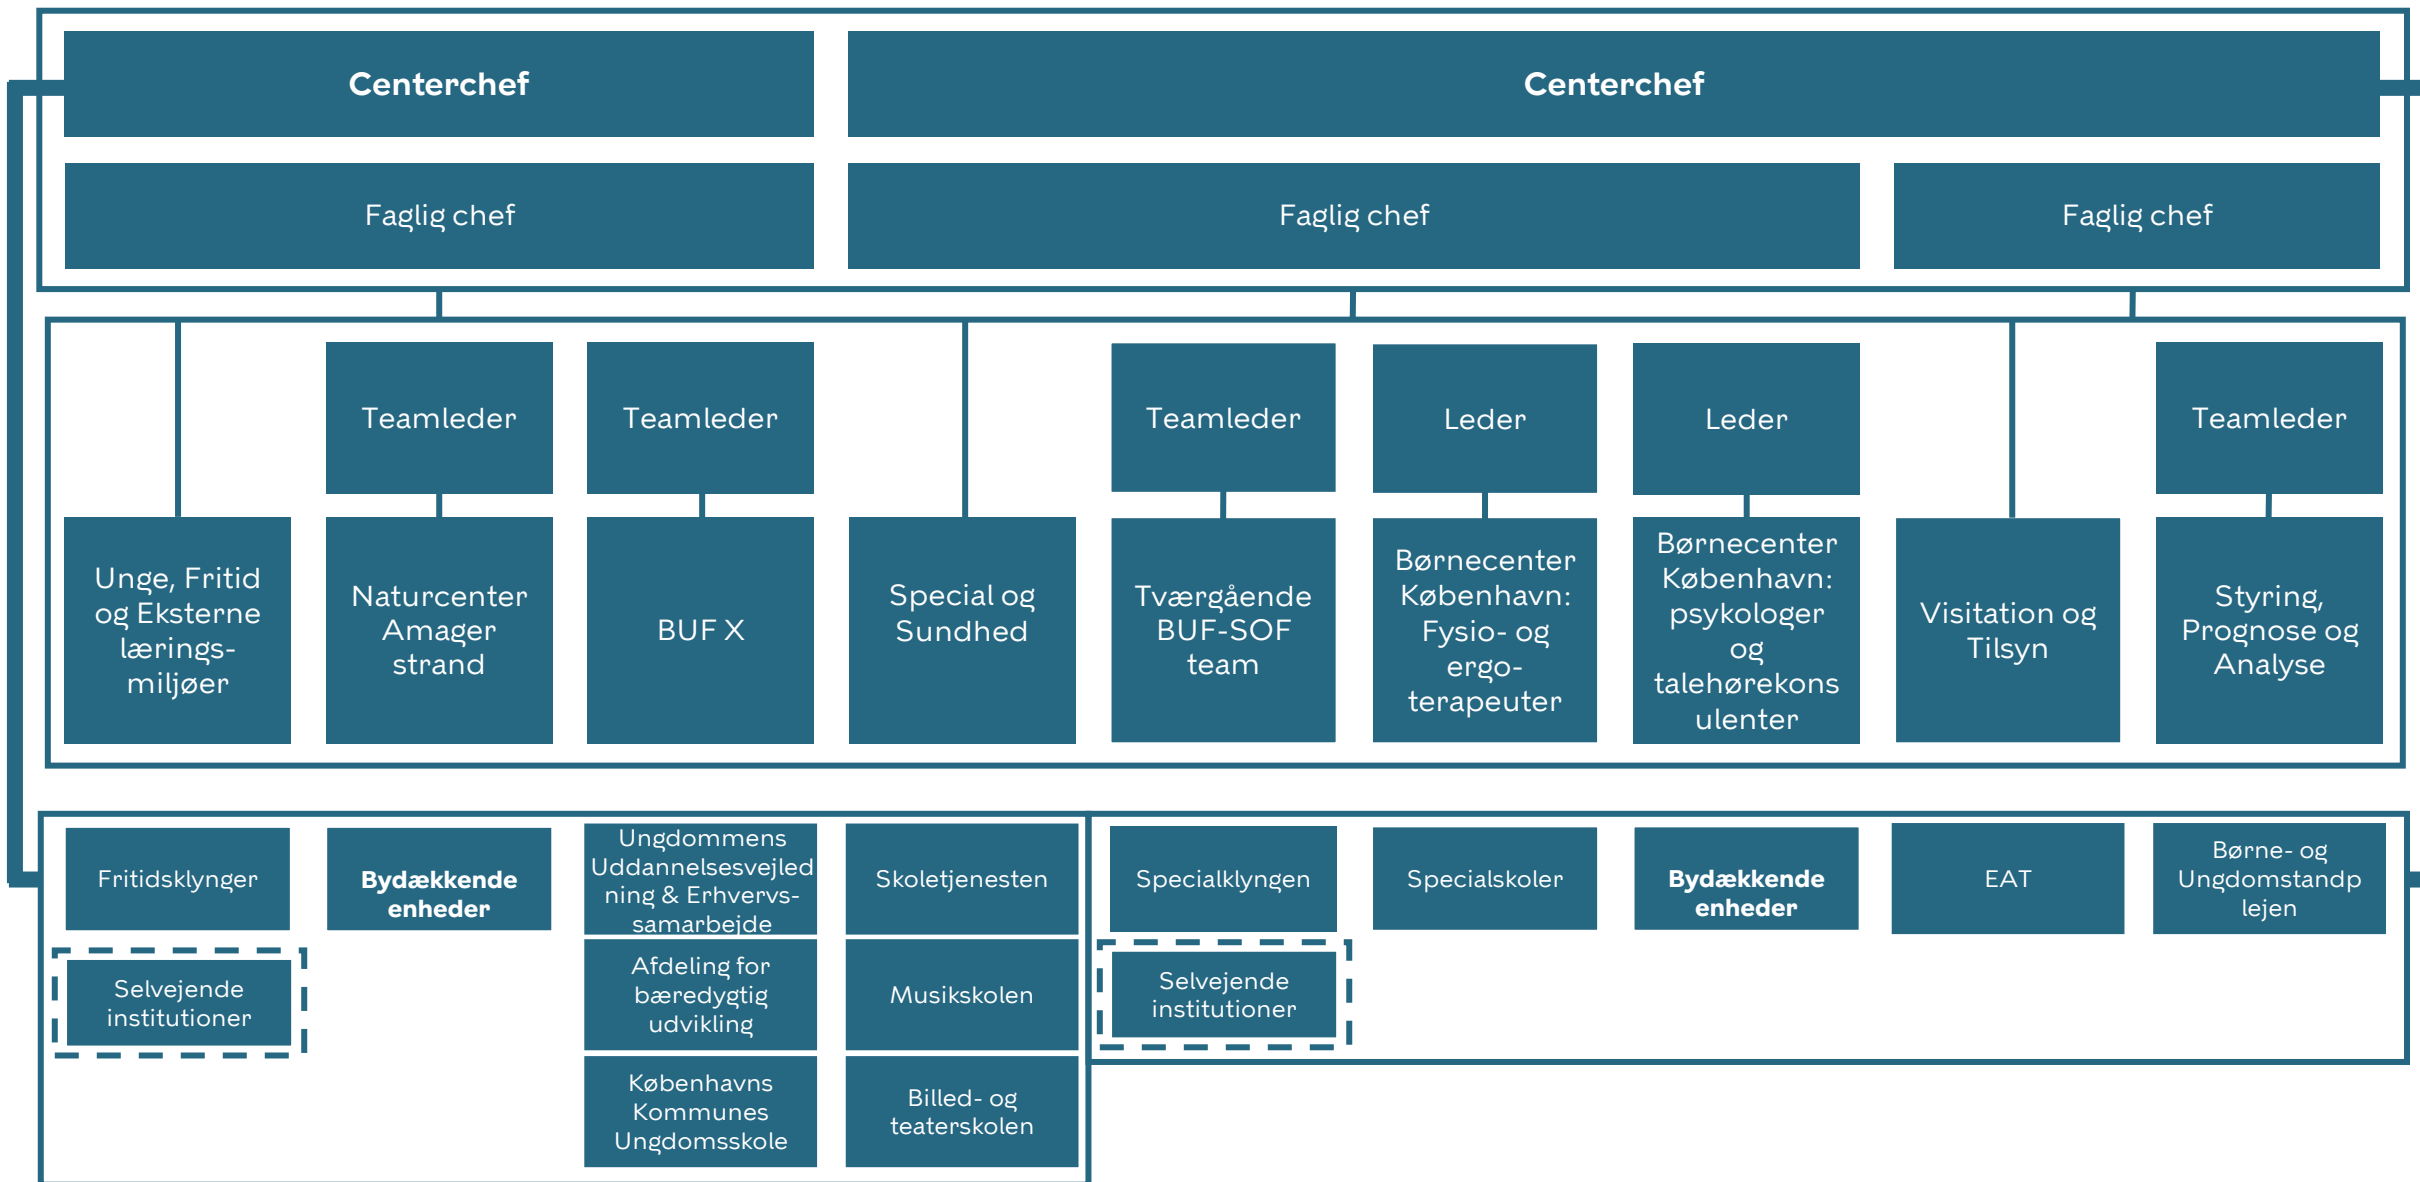 Centerchef
Centerchef
Faglig chef
Faglig chef
Faglig chef
Teamleder
Teamleder
Teamleder
Leder
Leder
Teamleder
Unge, Fritid
og Eksterne
lærings-
miljøer
Naturcenter
Amager
strand
BUF X
Special og
Sundhed
Tværgående
BUF-SOF
team
Børnecenter
København:
Fysio- og
ergo-
terapeuter
Børnecenter
København:
psykologer
og
talehørekons
ulenter
Visitation og
Tilsyn
Styring,
Prognose og
Analyse
Fritidsklynger
Bydækkende
enheder
Ungdommens
Uddannelsesvejled
ning & Erhvervs-
samarbejde
Skoletjenesten
Specialklyngen
Specialskoler
Bydækkende
enheder
EAT
Børne- og
Ungdomstandp
lejen
Selvejende
institutioner
Afdeling for
bæredygtig
udvikling
Musikskolen
Selvejende
institutioner
Københavns
Kommunes
Ungdomsskole
Billed- og
teaterskolen